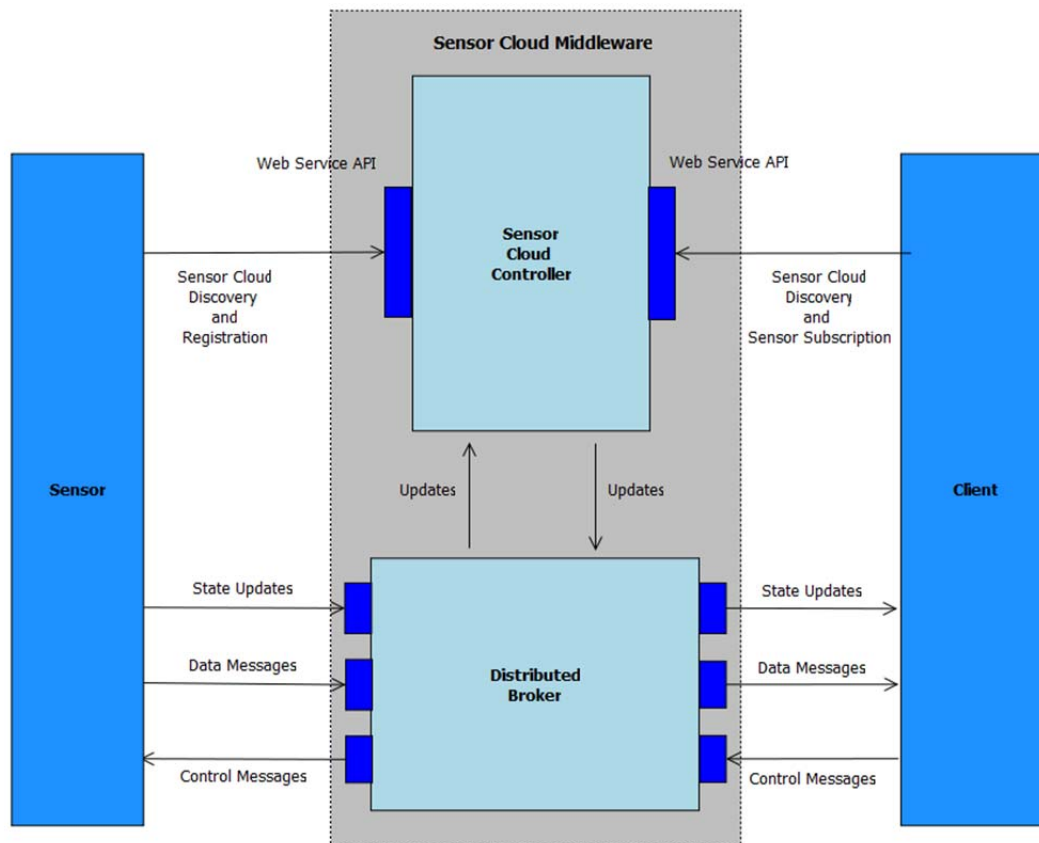 Sensor Cloud Middleware
Web Service API
Web Service API
Sensor
Cloud
Controller
Sensor Cloud
Discovery
and
Registration
Sensor Cloud
Discovery
and
Sensor Subscription
Sensor
Updates
Updates
Client
State Updates
State Updates
Data Messages
Distributed
Broker
Data Messages
Control Messages
Control Messages